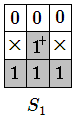 0 0 0
× 1+ ×
1 1 1
S1